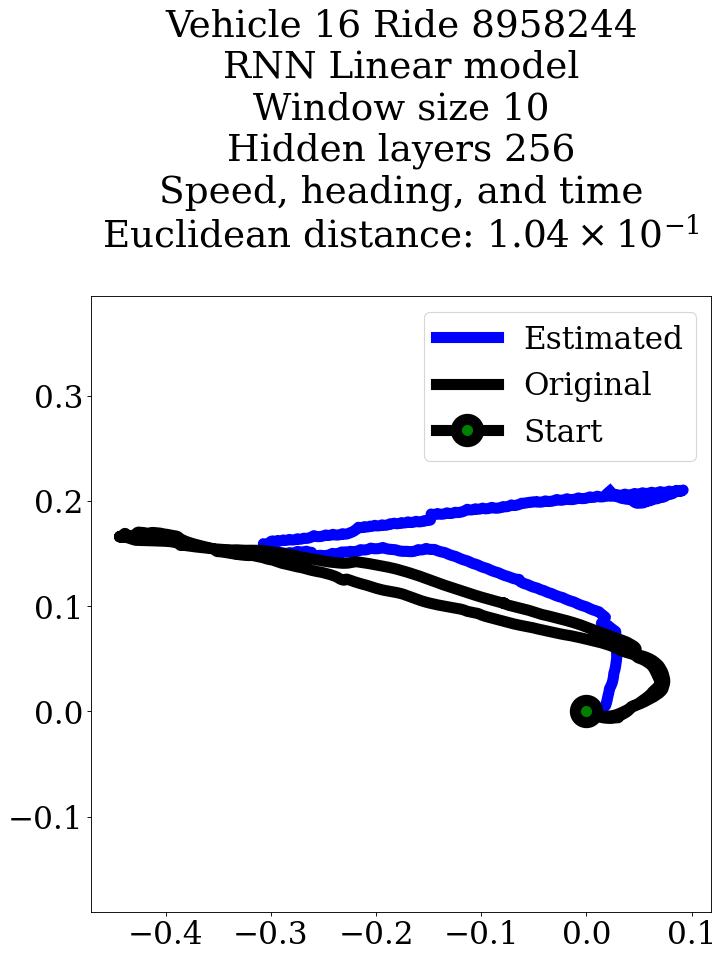 Vehicle 16 Ride 8958244
RNN Linear model
Window size 10
Hidden layers 256
Speed, heading, and time
Euclidean distance: 1.04 × 10⁻¹
Estimated
Original
Start
0.3
0.2
0.1
0.0
−0.1
−0.4 −0.3 −0.2 −0.1 0.0 0.1